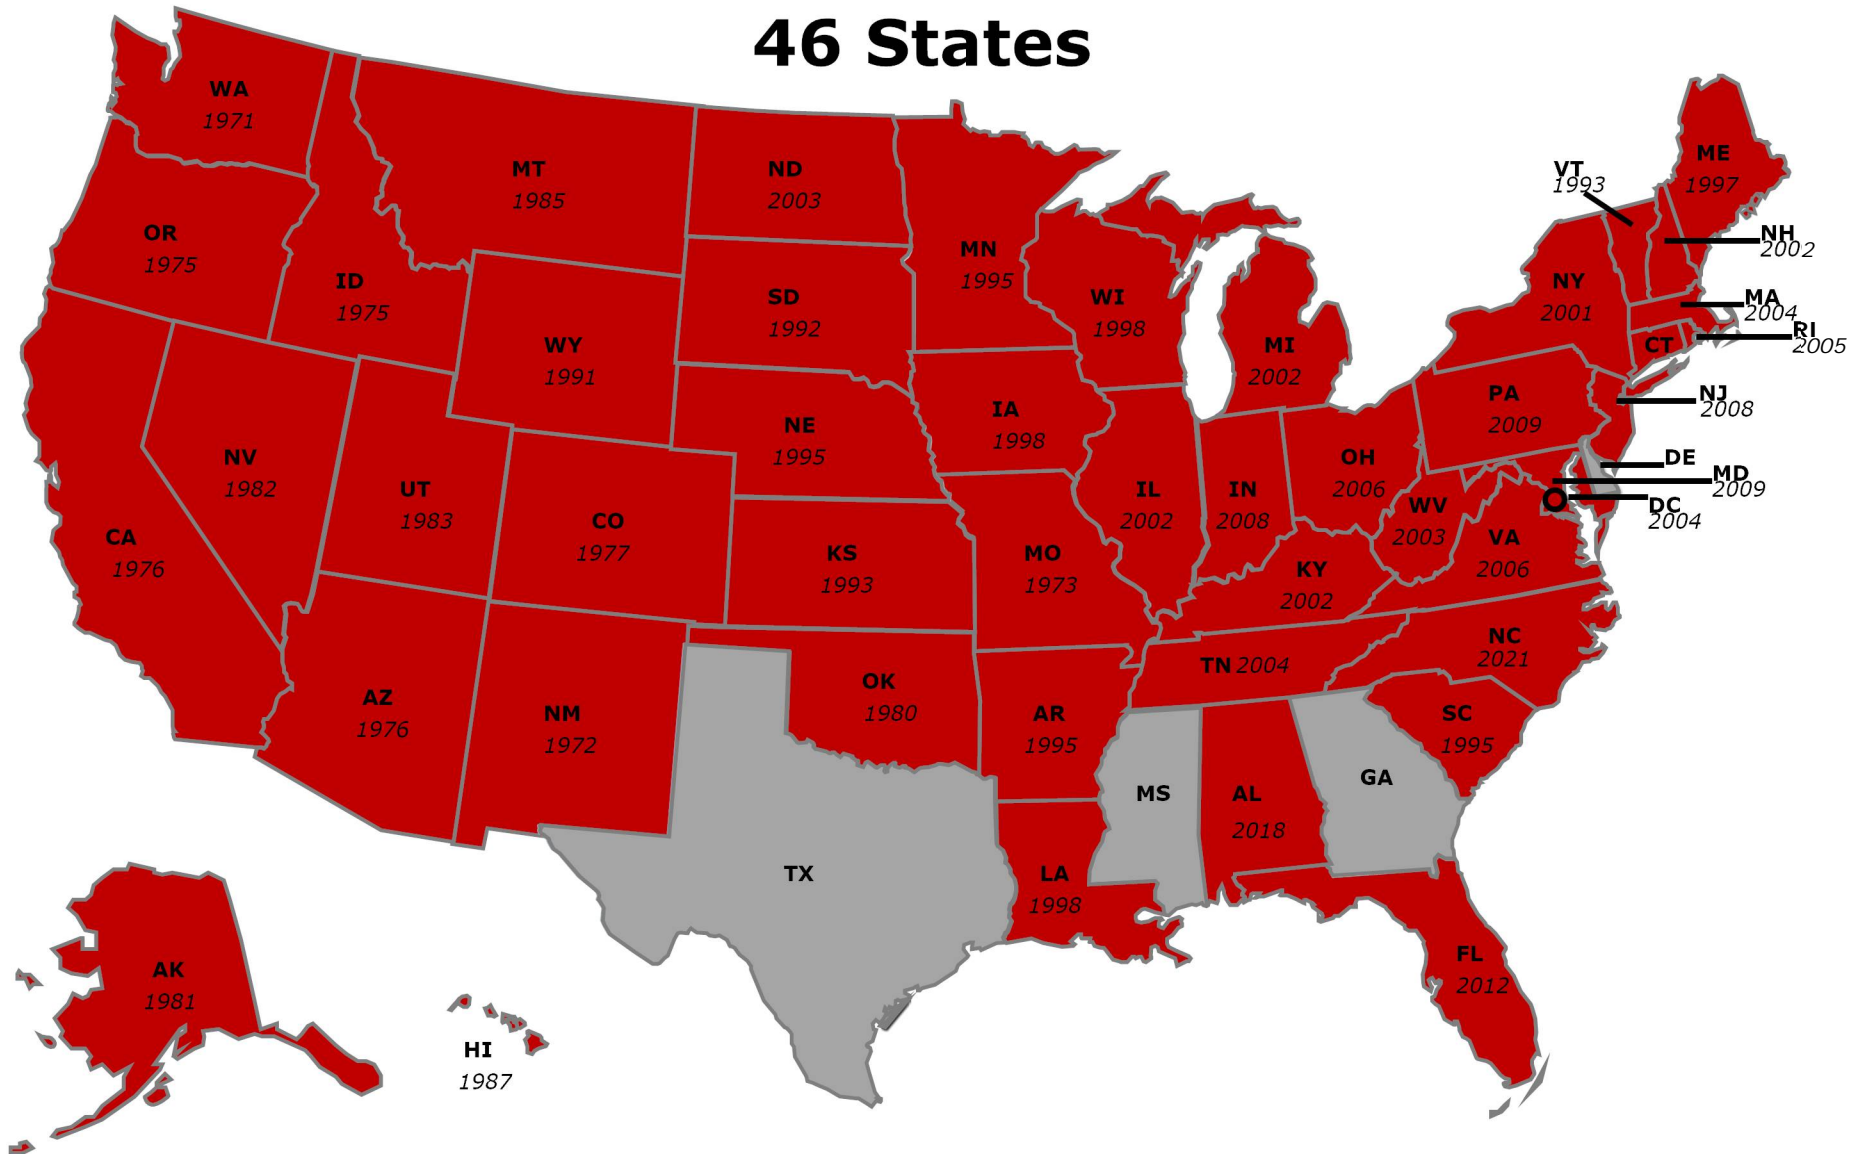 46 States
WA
1971
MT
1985
ND
2003
ME
1997
VT
1993
OR
1975
NH
2002
MN
1995
ID
1975
SD
1992
WI
1998
NY
2001
MA
2004
RI
2005
WY
1991
MI
2002
CT
NE
1995
IA
1998
PA
2009
NJ
2008
NV
1982
UT
1983
CO
1977
IL
2002
IN
2008
OH
2006
DE
MD
2009
DC
2004
WV
2003
VA
2006
CA
1976
KS
1993
MO
1973
KY
2002
NC
2021
TN 2004
AZ
1976
NM
1972
OK
1980
AR
1995
SC
1995
MS
AL
2018
GA
TX
LA
1998
FL
2012
AK
1981
HI
1987